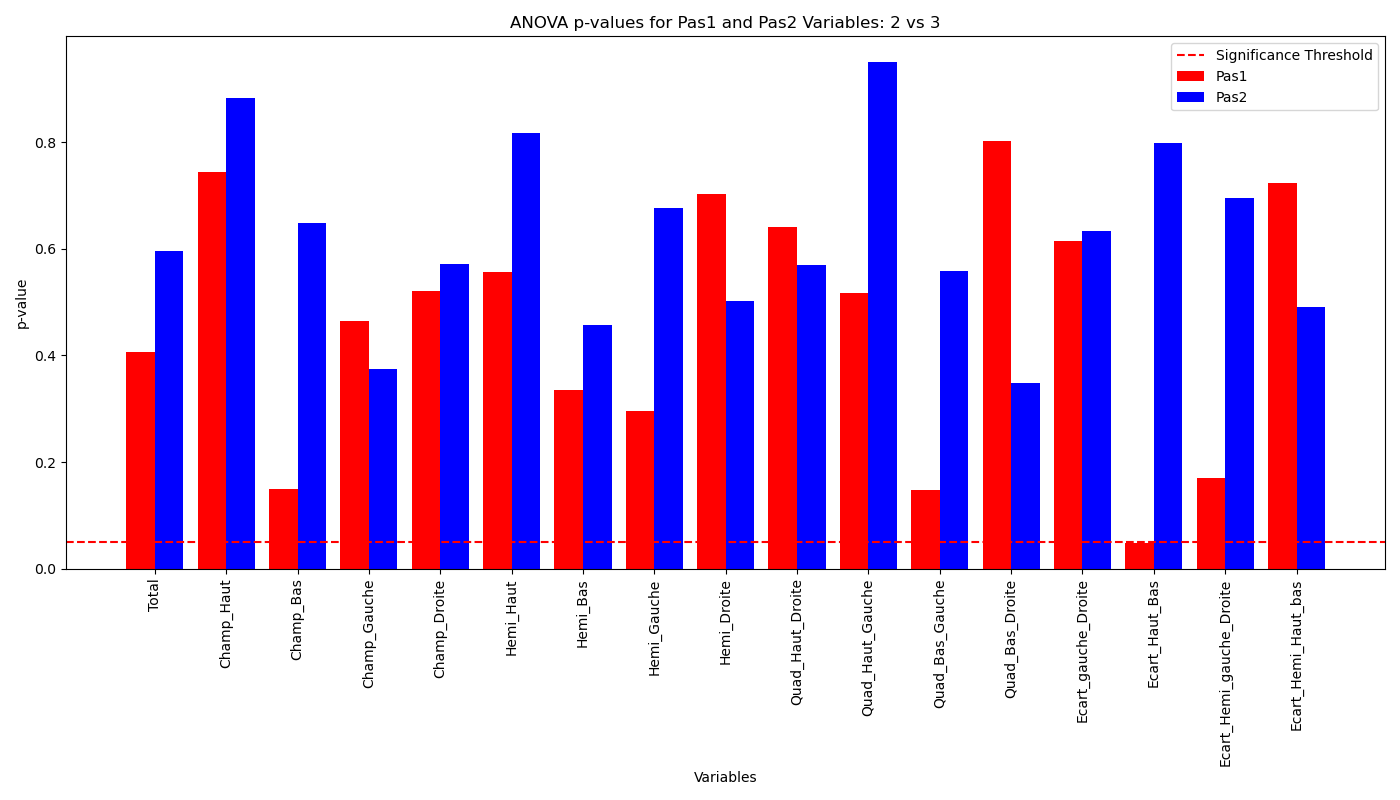 ANOVA p-values for Pas1 and Pas2 Variables: 2 vs 3
Significance Threshold
Pas1
Pas2
p-value
0.8
0.6
0.4
0.2
0.0
Total
Champ_Haut
Champ_Bas
Champ_Gauche
Champ_Droite
Hemi_Haut
Hemi_Bas
Hemi_Gauche
Hemi_Droite
Quad_Haut_Droite
Quad_Haut_Gauche
Quad_Bas_Gauche
Quad_Bas_Droite
Ecart_gauche_Droite
Ecart_Haut_Bas
Ecart_Hemi_gauche_Droite
Ecart_Hemi_Haut_bas
Variables